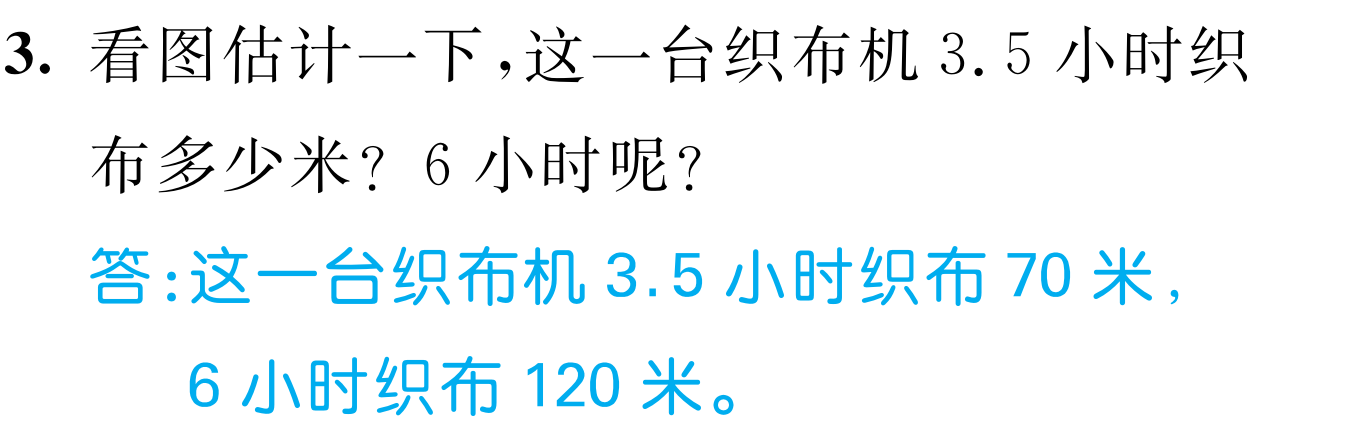 3. 看图估计一下,这一台织布机 3.5 小时织
布多少米? 6 小时呢?
答:这一台织布机 3.5 小时织布 70 米,
6 小时织布 120 米。